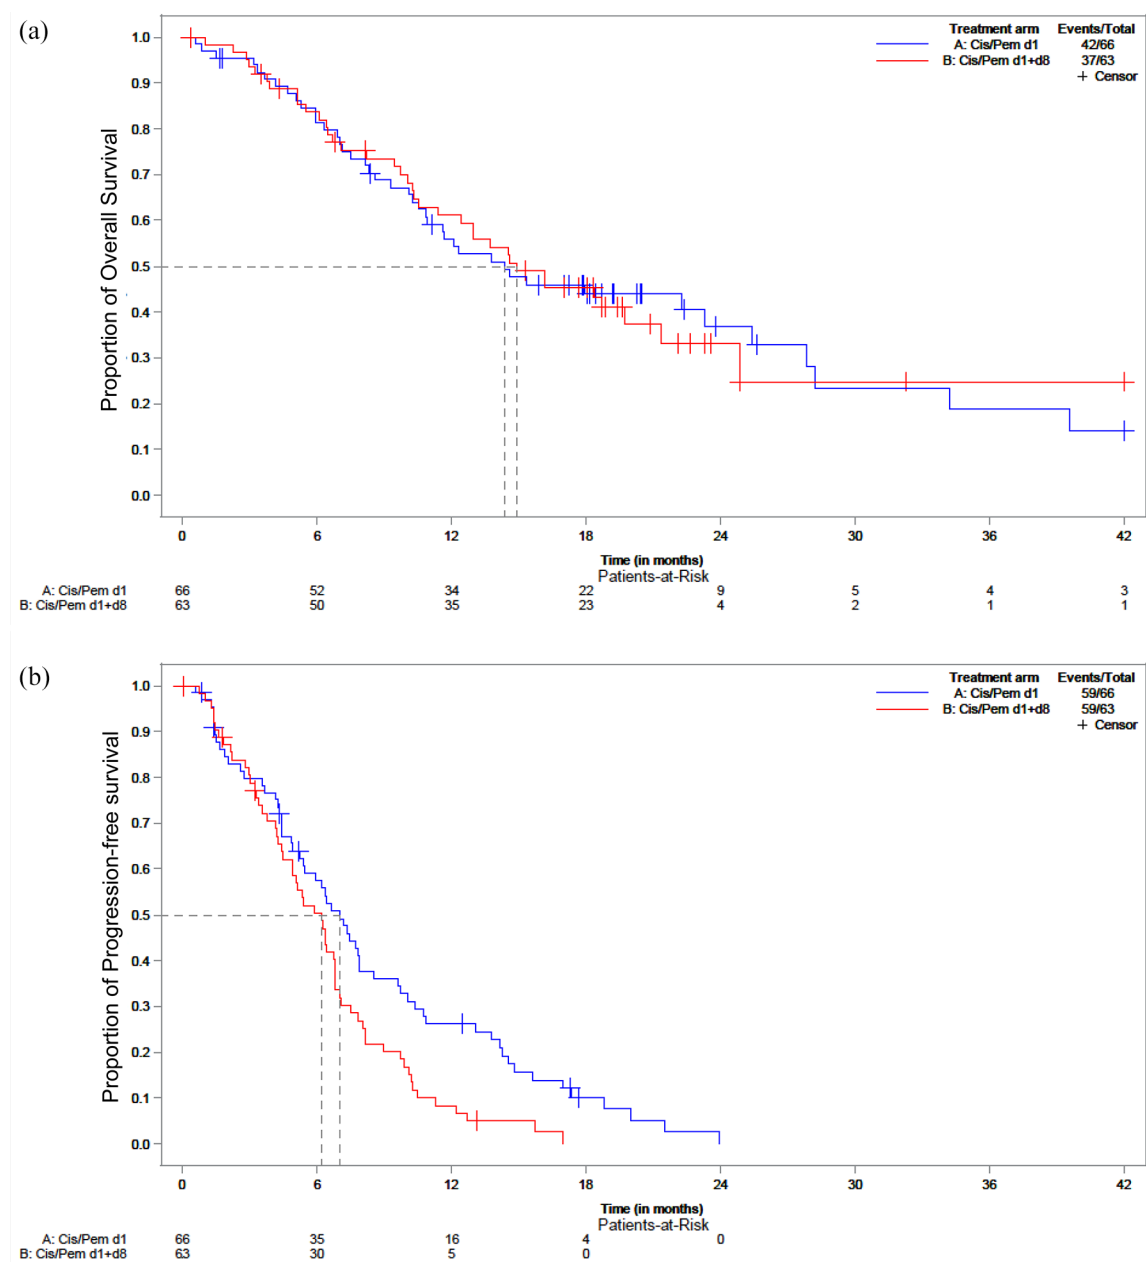 (a)
Treatment arm Events/Total
A: Cis/Pem d1 42/66
B: Cis/Pem d1+d8 37/63
+ Censor
Proportion of Overall Survival
1.0
0.9
0.8
0.7
0.6
0.5
0.4
0.3
0.2
0.1
0.0
0 6 12 18 24 30 36 42
Time (in months)
Patients-at-Risk
A: Cis/Pem d1 66 52 34 22 9 5 4 3
B: Cis/Pem d1+d8 63 50 35 23 4 2 1 1
(b)
Treatment arm Events/Total
A: Cis/Pem d1 59/66
B: Cis/Pem d1+d8 59/63
+ Censor
Proportion of Progression-free survival
1.0
0.9
0.8
0.7
0.6
0.5
0.4
0.3
0.2
0.1
0.0
0 6 12 18 24 30 36 42
Time (in months)
Patients-at-Risk
A: Cis/Pem d1 66 35 16 4 0
B: Cis/Pem d1+d8 63 30 5 0